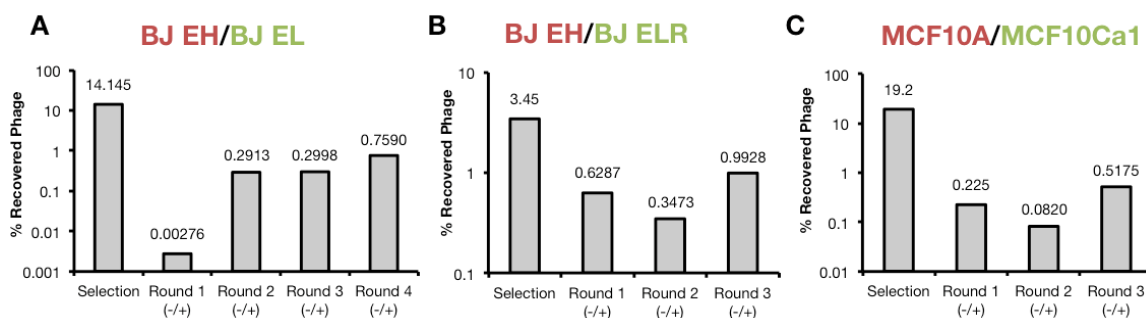 A
BJ EH/BJ EL
% Recovered Phage
100
10
1
0.1
0.01
0.001
14.145
0.00276
0.2913
0.2998
0.7590
Selection Round 1 Round 2 Round 3 Round 4
(-/+) (-/+) (-/+) (-/+)
B
BJ EH/BJ ELR
% Recovered Phage
10
1
0.1
3.45
0.6287
0.3473
0.9928
Selection Round 1 Round 2 Round 3
(-/+) (-/+) (-/+)
C
MCF10A/MCF10Ca1
% Recovered Phage
100
10
1
0.1
0.01
19.2
0.225
0.0820
0.5175
Selection Round 1 Round 2 Round 3
(-/+) (-/+) (-/+)